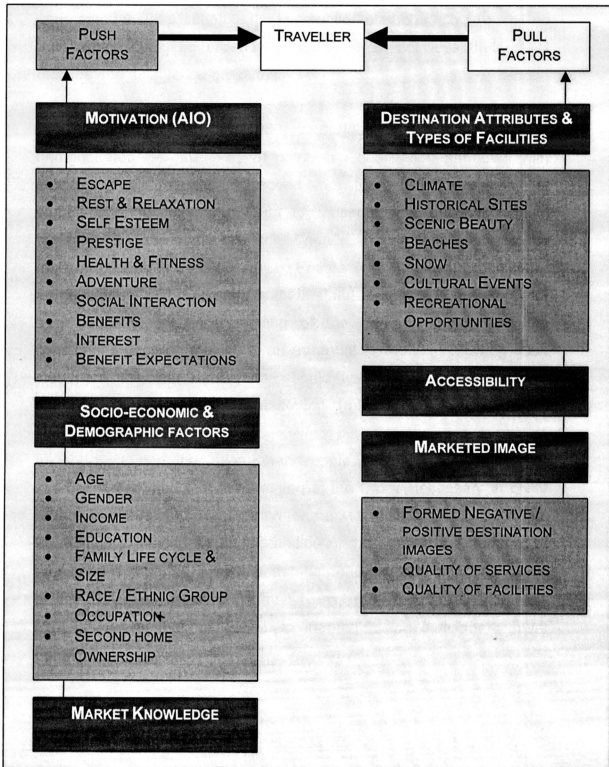 PUSH
FACTORS
TRAVELLER
PULL
FACTORS
MOTIVATION (AIO)
• ESCAPE
• REST & RELAXATION
• SELF ESTEEM
• PRESTIGE
• HEALTH & FITNESS
• ADVENTURE
• SOCIAL INTERACTION
• BENEFITS
• INTEREST
• BENEFIT EXPECTATIONS
SOCIO-ECONOMIC &
DEMOGRAPHIC FACTORS
• AGE
• GENDER
• INCOME
• EDUCATION
• FAMILY LIFE CYCLE &
SIZE
• RACE / ETHNIC GROUP
• OCCUPATION
• SECOND HOME
OWNERSHIP
MARKET KNOWLEDGE
DESTINATION ATTRIBUTES &
TYPES OF FACILITIES
• CLIMATE
• HISTORICAL SITES
• SCENIC BEAUTY
• BEACHES
• SNOW
• CULTURAL EVENTS
• RECREATIONAL
OPPORTUNITIES
ACCESSIBILITY
MARKETED IMAGE
• FORMED NEGATIVE /
POSITIVE DESTINATION
IMAGES
• QUALITY OF SERVICES
• QUALITY OF FACILITIES